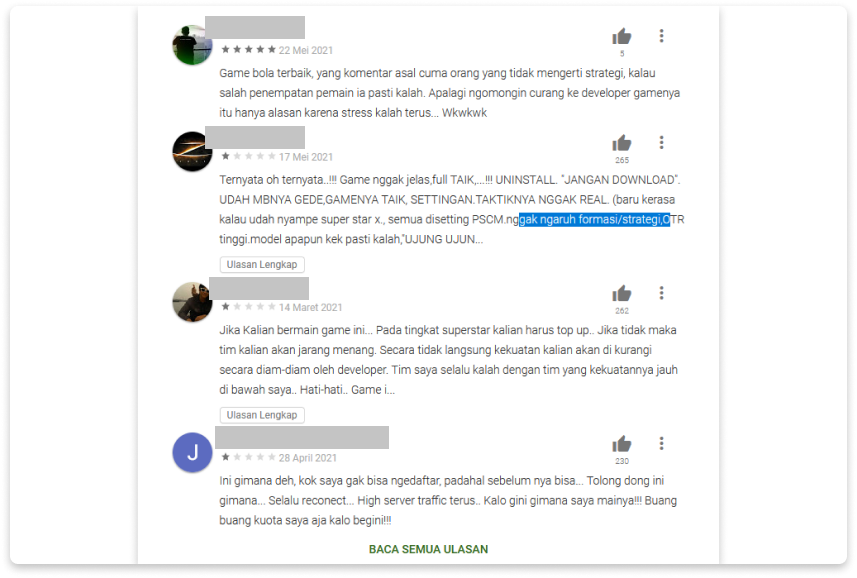 22 Mei 2021
5
Game bola terbaik, yang komentar asal cuma orang yang tidak mengerti strategi, kalau
salah penempatan pemain ia pasti kalah. Apalagi ngomongin curang ke developer gamenya
itu hanya alasan karena stress kalah terus... Wkwkwk
17 Mei 2021
265
Ternyata oh ternyata..!!! Game nggak jelas,full TAIK,...!!! UNINSTALL. "JANGAN DOWNLOAD".
UDAH MBNYA GEDE,GAMENYA TAIK, SETTINGAN.TAKTIKNYA NGGAK REAL. (baru kerasa
kalau udah nyampe super star x., semua disetting PSCM.nggak ngaruh formasi/strategi,OTR
tinggi.model apapun kek pasti kalah,"UJUNG UJUN...
Ulasan Lengkap
14 Maret 2021
262
Jika Kalian bermain game ini... Pada tingkat superstar kalian harus top up.. Jika tidak maka
tim kalian akan jarang menang. Secara tidak langsung kekuatan kalian akan di kurangi
secara diam-diam oleh developer. Tim saya selalu kalah dengan tim yang kekuatannya jauh
di bawah saya.. Hati-hati.. Game i...
Ulasan Lengkap
J
28 April 2021
230
Ini gimana deh, kok saya gak bisa ngedaftar, padahal sebelum nya bisa... Tolong dong ini
gimana... Selalu reconect... High server traffic terus.. Kalo gini gimana saya mainya!!! Buang
buang kuota saya aja kalo begini!!!
BACA SEMUA ULASAN